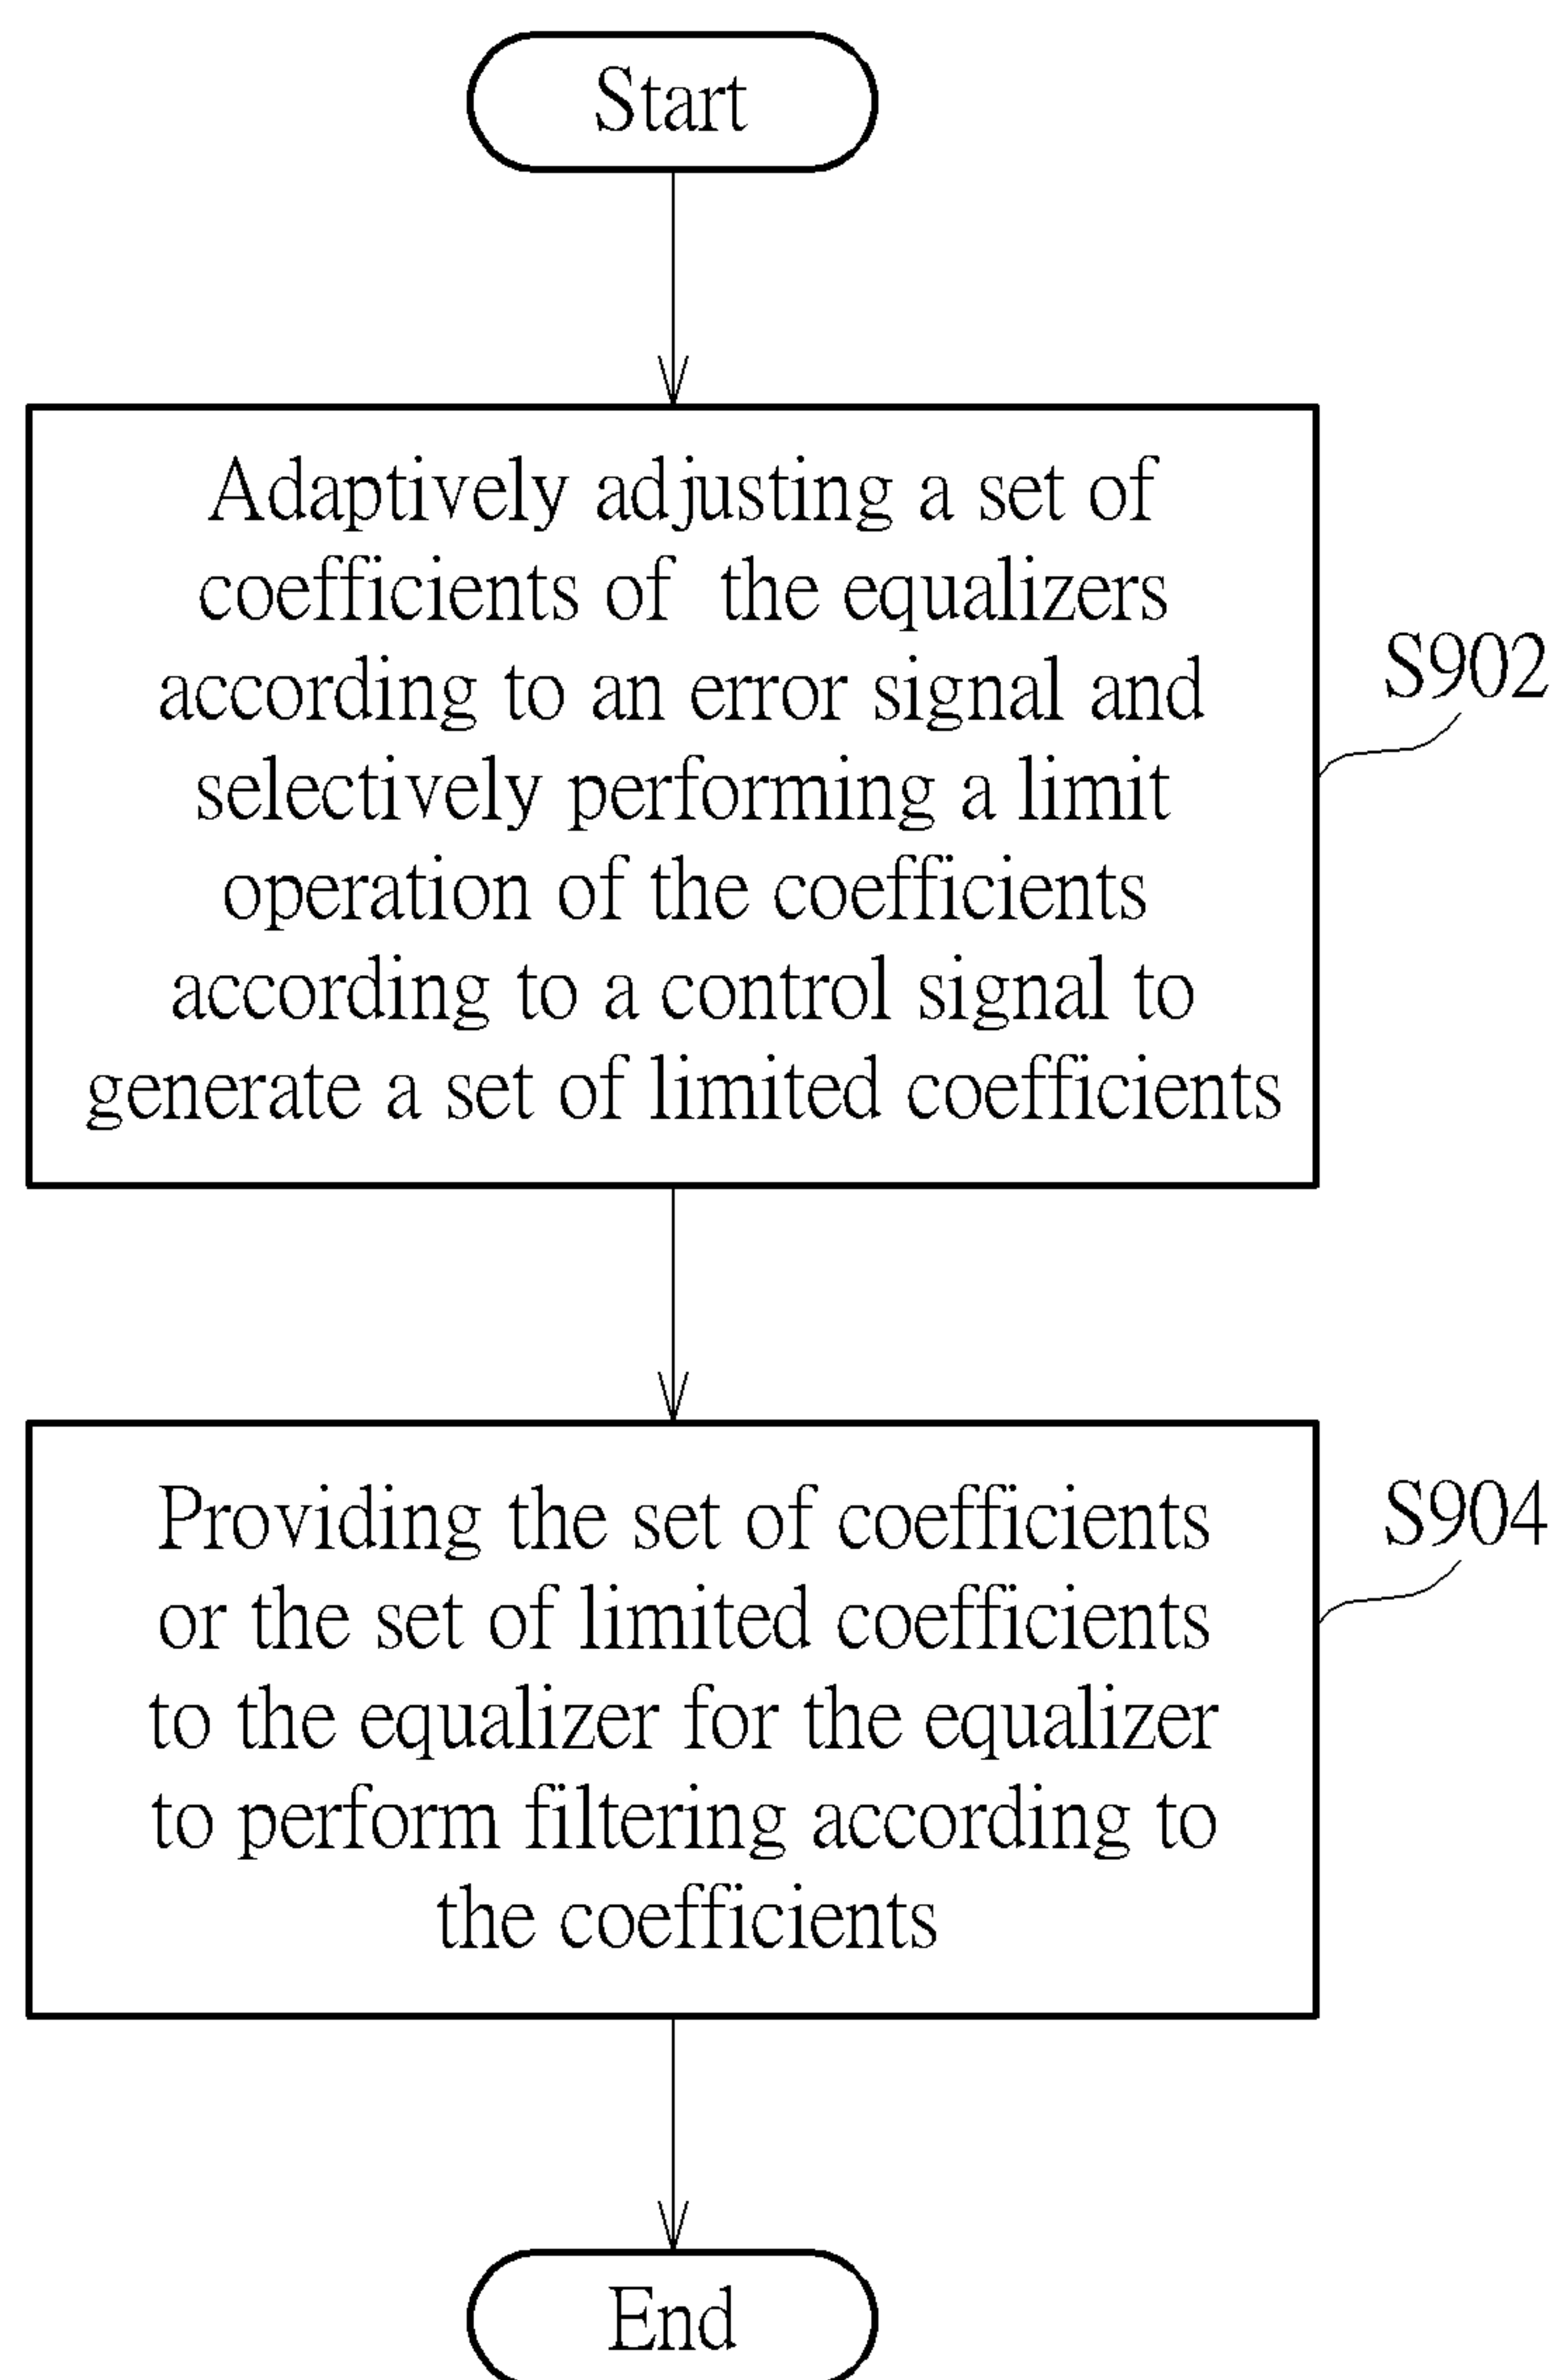 Start
Adaptively adjusting a set of
coefficients of the equalizers
according to an error signal and
selectively performing a limit
operation of the coefficients
according to a control signal to
generate a set of limited coefficients
S902
Providing the set of coefficients
or the set of limited coefficients
to the equalizer for the equalizer
to perform filtering according to
the coefficients
S904
End